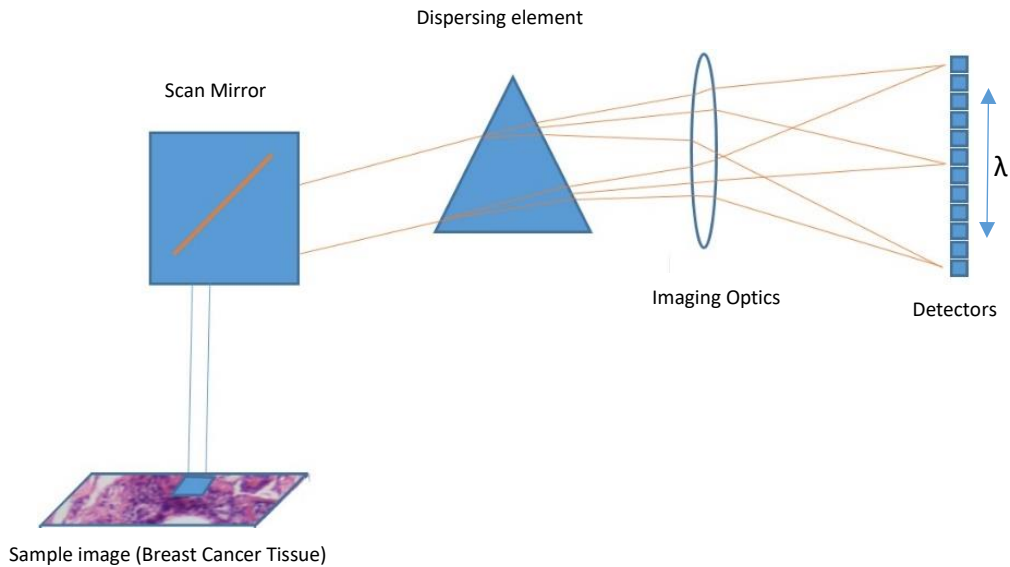 Dispersing element
Scan Mirror
λ
Imaging Optics
Detectors
Sample image (Breast Cancer Tissue)